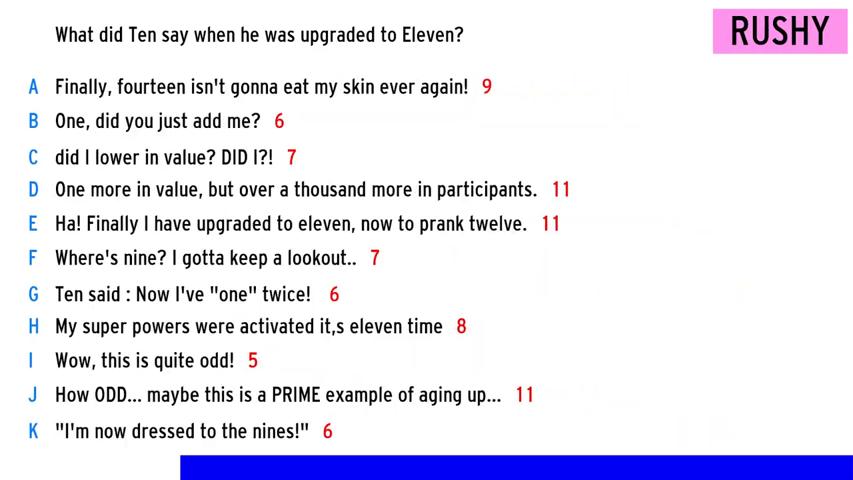 What did Ten say when he was upgraded to Eleven?
RUSHY
A Finally, fourteen isn't gonna eat my skin ever again! 9
B One, did you just add me? 6
C did I lower in value? DID I?! 7
D One more in value, but over a thousand more in participants. 11
E Ha! Finally I have upgraded to eleven, now to prank twelve. 11
F Where's nine? I gotta keep a lookout.. 7
G Ten said : Now I've "one" twice! 6
H My super powers were activated it,s eleven time 8
I Wow, this is quite odd! 5
J How ODD... maybe this is a PRIME example of aging up... 11
K "I'm now dressed to the nines!" 6